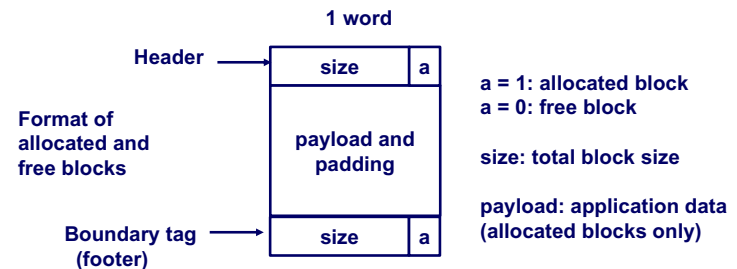 1 word
Header
size a
Format of
allocated and
free blocks
payload and
padding
a = 1: allocated block
a = 0: free block
size: total block size
payload: application data
(allocated blocks only)
Boundary tag
(footer)
size a